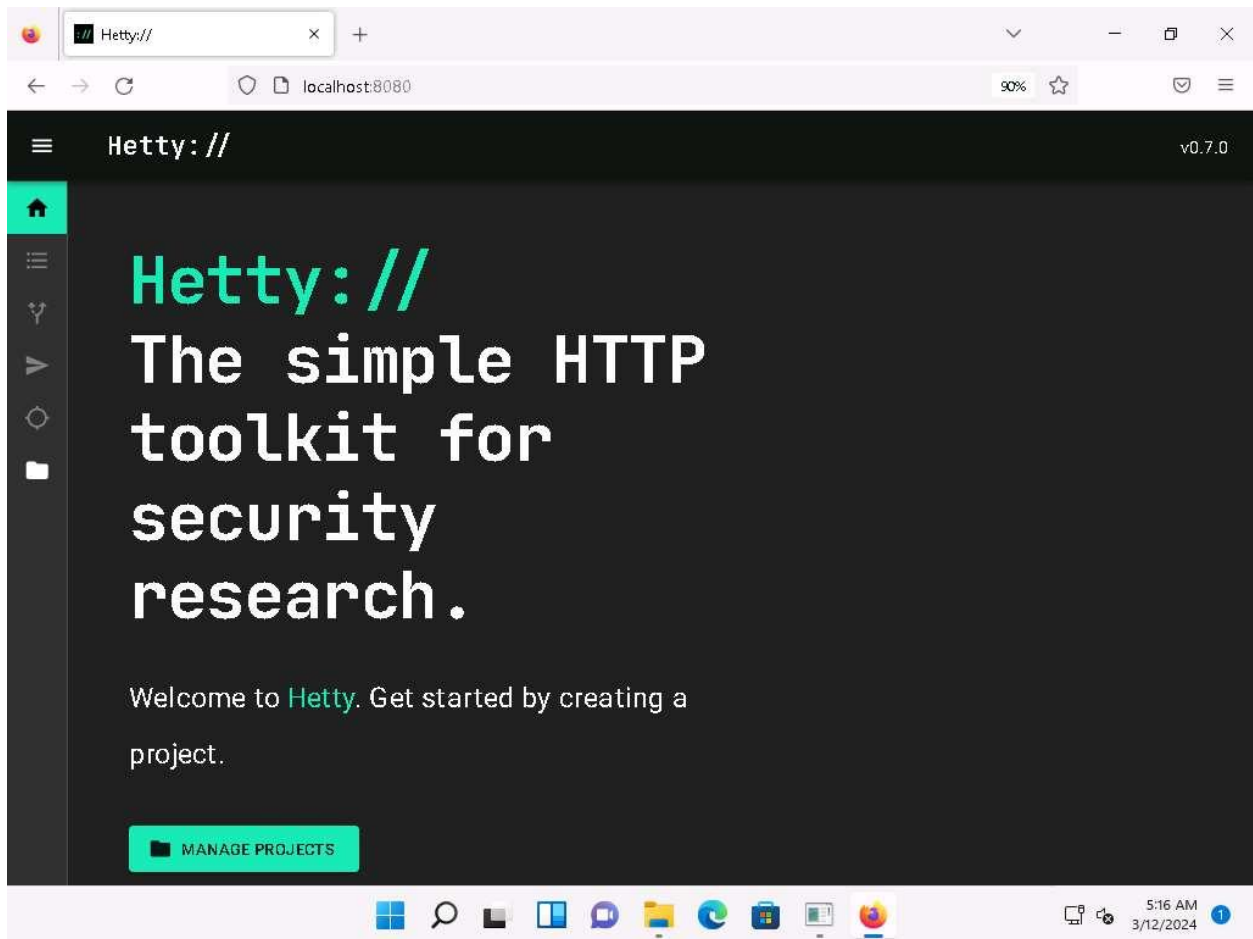 Hetty://
localhost:8080
90%
Hetty://
v0.7.0
Hetty://
The simple HTTP
toolkit for
security
research.
Welcome to Hetty. Get started by creating a
project.
MANAGE PROJECTS
5:16 AM
3/12/2024
1